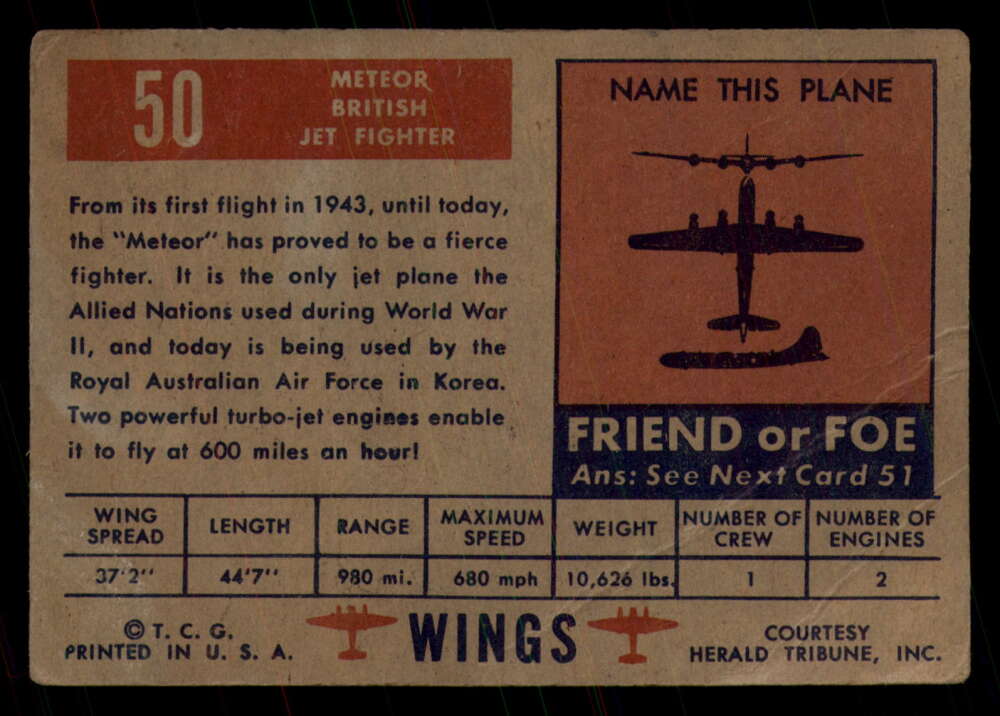 50
METEOR
BRITISH
JET FIGHTER
From its first flight in 1943, until today,
the "Meteor" has proved to be a fierce
fighter. It is the only jet plane the
Allied Nations used during World War
II, and today is being used by the
Royal Australian Air Force in Korea.
Two powerful turbo-jet engines enable
it to fly at 600 miles an hour!
NAME THIS PLANE
FRIEND or FOE
Ans: See Next Card 51
WING SPREAD LENGTH RANGE MAXIMUM SPEED WEIGHT NUMBER OF CREW NUMBER OF ENGINES
37'2" 44'7" 980 mi. 680 mph 10,626 lbs. 1 2
© T. C. G.
PRINTED IN U. S. A.
WINGS
COURTESY
HERALD TRIBUNE, INC.